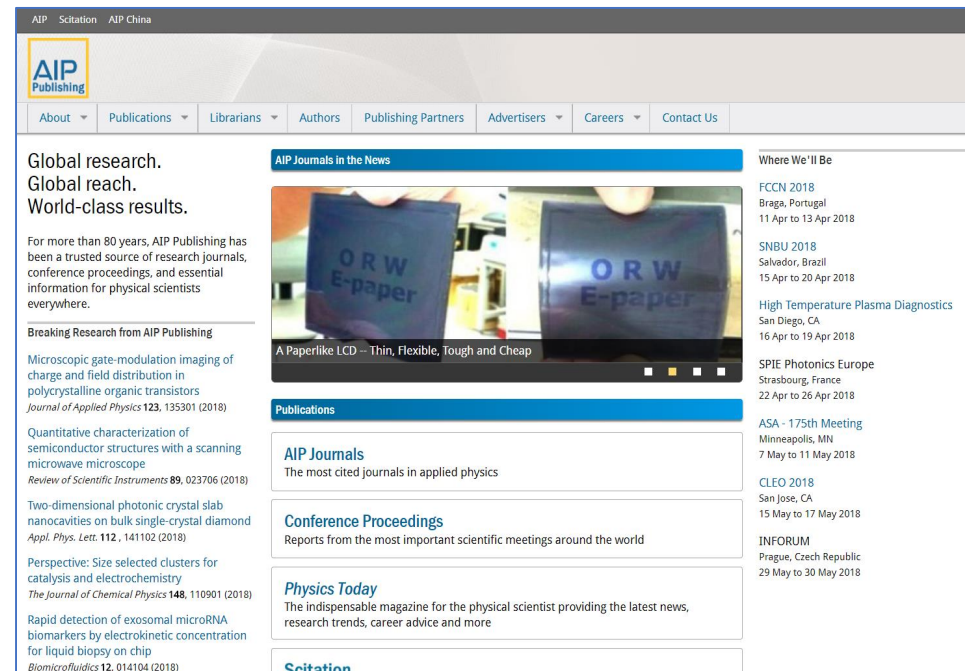 AIP Scitation AIP China
AIP
Publishing
About Publications Librarians Authors Publishing Partners Advertisers Careers Contact Us
Global research.
Global reach.
World-class results.
For more than 80 years, AIP Publishing has
been a trusted source of research journals,
conference proceedings, and essential
information for physical scientists
everywhere.
Breaking Research from AIP Publishing
Microscopic gate-modulation imaging of
charge and field distribution in
polycrystalline organic transistors
Journal of Applied Physics 123, 135301 (2018)
Quantitative characterization of
semiconductor structures with a scanning
microwave microscope
Review of Scientific Instruments 89, 023706 (2018)
Two-dimensional photonic crystal slab
nanocavities on bulk single-crystal diamond
Appl. Phys. Lett. 112 , 141102 (2018)
Perspective: Size selected clusters for
catalysis and electrochemistry
The Journal of Chemical Physics 148, 110901 (2018)
Rapid detection of exosomal microRNA
biomarkers by electrokinetic concentration
for liquid biopsy on chip
Biomicrofluidics 12, 014104 (2018)
AIP Journals in the News
ORW
E-paper
ORW
E-paper
A Paperlike LCD -- Thin, Flexible, Tough and Cheap
Publications
AIP Journals
The most cited journals in applied physics
Conference Proceedings
Reports from the most important scientific meetings around the world
Physics Today
The indispensable magazine for the physical scientist providing the latest news,
research trends, career advice and more
Scitation
Where We'll Be
FCCN 2018
Braga, Portugal
11 Apr to 13 Apr 2018
SNBU 2018
Salvador, Brazil
15 Apr to 20 Apr 2018
High Temperature Plasma Diagnostics
San Diego, CA
16 Apr to 19 Apr 2018
SPIE Photonics Europe
Strasbourg, France
22 Apr to 26 Apr 2018
ASA - 175th Meeting
Minneapolis, MN
7 May to 11 May 2018
CLEO 2018
San Jose, CA
15 May to 17 May 2018
INFORUM
Prague, Czech Republic
29 May to 30 May 2018